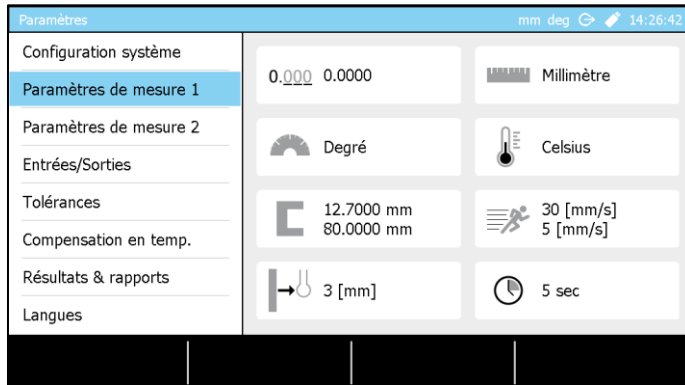 Paramètres
mm deg 14:26:42
Configuration système
Paramètres de mesure 1
Paramètres de mesure 2
Entrées/Sorties
Tolérances
Compensation en temp.
Résultats & rapports
Langues
0.000 0.0000
Millimètre
Degré
Celsius
12.7000 mm
80.0000 mm
30 [mm/s]
5 [mm/s]
3 [mm]
5 sec